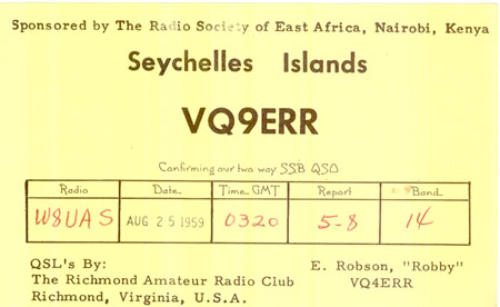 Sponsored by The Radio Society of East Africa, Nairobi, Kenya
Seychelles Islands
VQ9ERR
Confirming our two way SSB QSO
Radio Date Time GMT Report Band
W8UAS AUG 25 1959 0320 5-8 14
QSL's By: E. Robson, "Robby"
The Richmond Amateur Radio Club VQ4ERR
Richmond, Virginia, U.S.A.